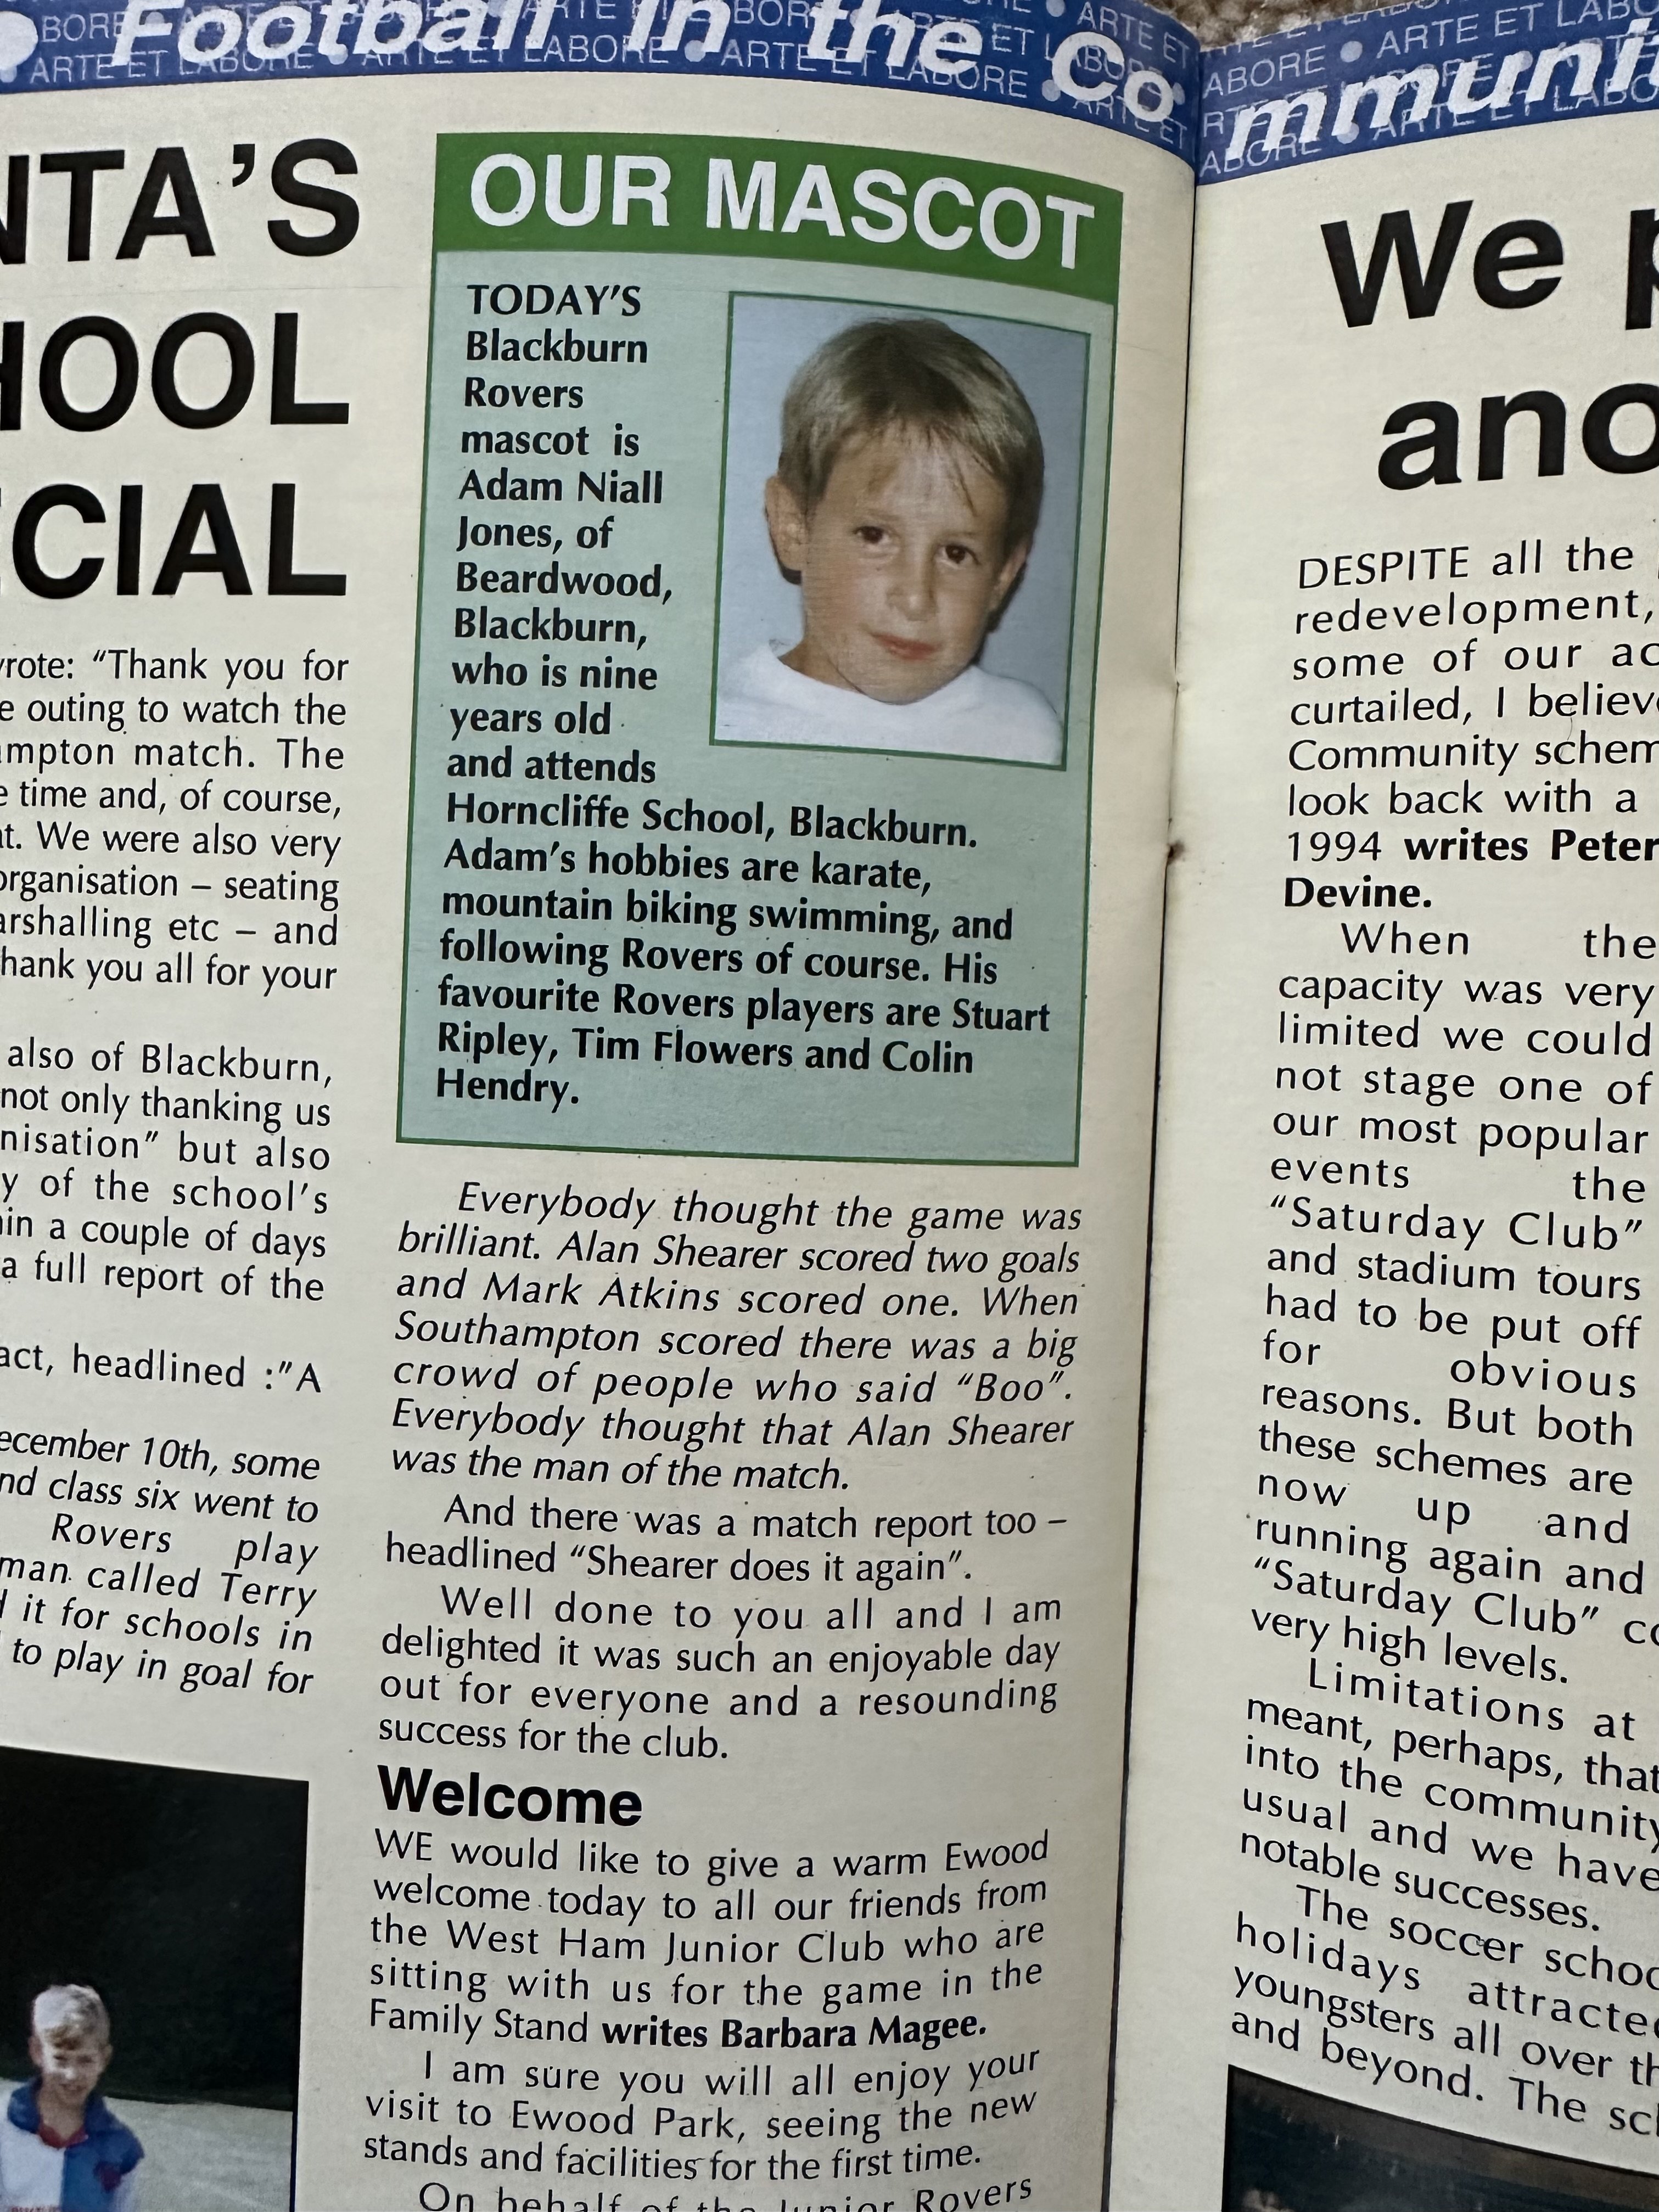 Football in the Community
ARTE ET LABORE
NTA'S
HOOL
CIAL
wrote: “Thank you for
e outing to watch the
ampton match. The
e time and, of course,
at. We were also very
organisation – seating
arshalling etc – and
hank you all for your
also of Blackburn,
not only thanking us
nisation” but also
y of the school's
in a couple of days
a full report of the
act, headlined :”A
ecember 10th, some
nd class six went to
Rovers play
man called Terry
it for schools in
to play in goal for
OUR MASCOT
TODAY'S
Blackburn
Rovers
mascot is
Adam Niall
Jones, of
Beardwood,
Blackburn,
who is nine
years old
and attends
Horncliffe School, Blackburn.
Adam's hobbies are karate,
mountain biking swimming, and
following Rovers of course. His
favourite Rovers players are Stuart
Ripley, Tim Flowers and Colin
Hendry.
Everybody thought the game was
brilliant. Alan Shearer scored two goals
and Mark Atkins scored one. When
Southampton scored there was a big
crowd of people who said “Boo”.
Everybody thought that Alan Shearer
was the man of the match.
And there was a match report too –
headlined “Shearer does it again”.
Well done to you all and I am
delighted it was such an enjoyable day
out for everyone and a resounding
success for the club.
Welcome
WE would like to give a warm Ewood
welcome today to all our friends from
the West Ham Junior Club who are
sitting with us for the game in the
Family Stand writes Barbara Magee.
I am sure you will all enjoy your
visit to Ewood Park, seeing the new
stands and facilities for the first time.
On behalf of the Junior Rovers
We
ano
DESPITE all the
redevelopment,
some of our ac
curtailed, I believe
Community schem
look back with a
1994 writes Peter
Devine.
When the
capacity was very
limited we could
not stage one of
our most popular
events the
“Saturday Club”
and stadium tours
had to be put off
for obvious
reasons. But both
these schemes are
now up and
running again and
“Saturday Club” co
very high levels.
Limitations at
meant, perhaps, that
into the community
usual and we have
notable successes.
The soccer schoo
holidays attracted
youngsters all over th
and beyond. The scl